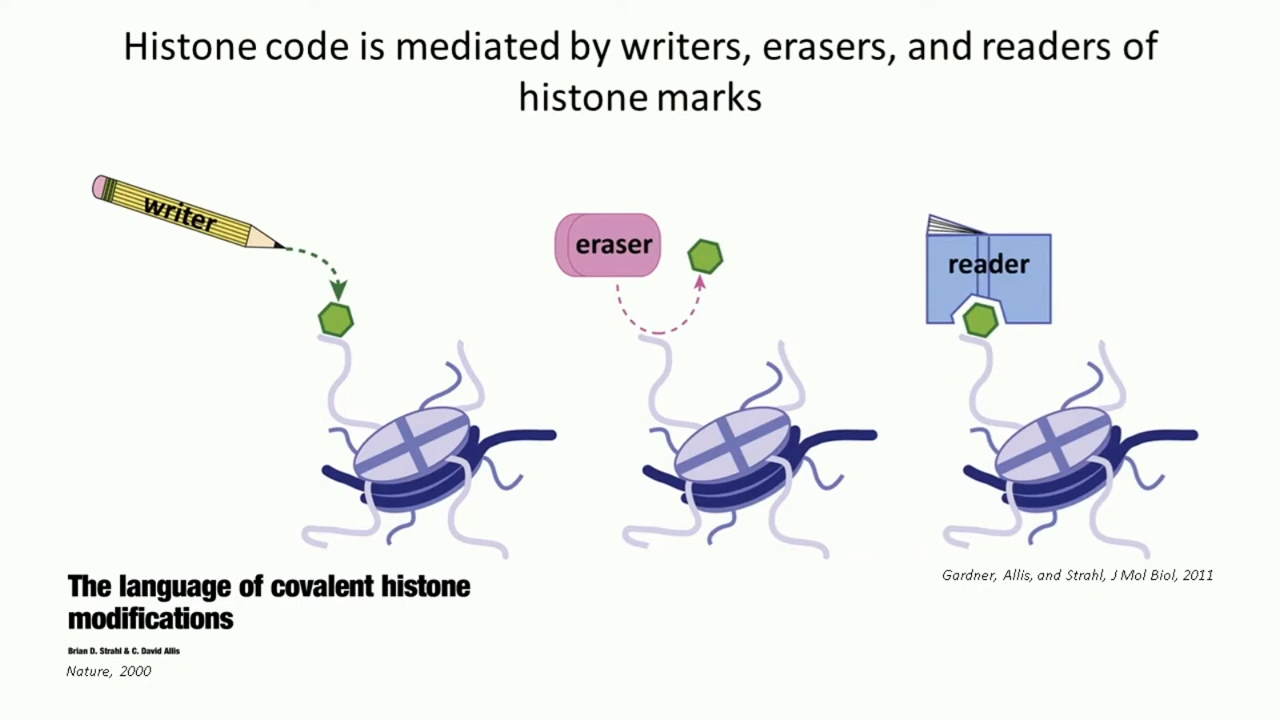 Histone code is mediated by writers, erasers, and readers of
histone marks
writer
eraser
reader
Gardner, Allis, and Strahl, J Mol Biol, 2011
The language of covalent histone
modifications
Brian D. Strahl & C. David Allis
Nature, 2000